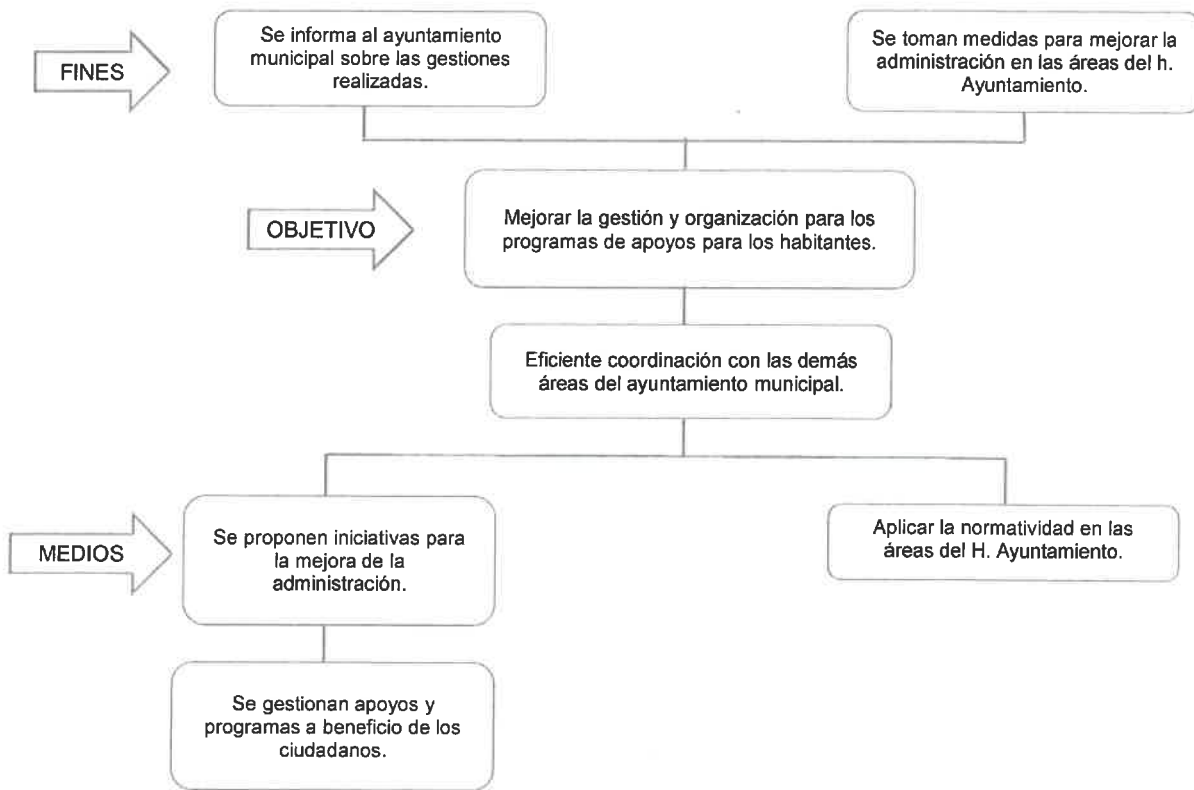 FINES
Se informa al ayuntamiento
municipal sobre las gestiones
realizadas.
Se toman medidas para mejorar la
administración en las áreas del h.
Ayuntamiento.
OBJETIVO
Mejorar la gestión y organización para los
programas de apoyos para los habitantes.
Eficiente coordinación con las demás
áreas del ayuntamiento municipal.
MEDIOS
Se proponen iniciativas para
la mejora de la
administración.
Aplicar la normatividad en las
áreas del H. Ayuntamiento.
Se gestionan apoyos y
programas a beneficio de los
ciudadanos.